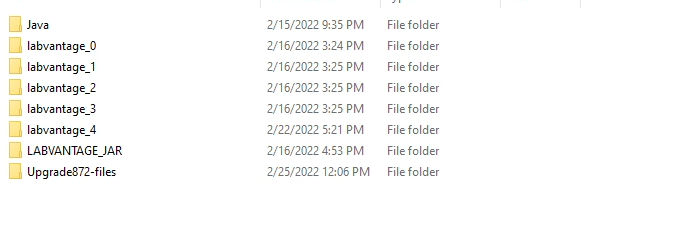 Java 2/15/2022 9:35 PM File folder
labvantage_0 2/16/2022 3:24 PM File folder
labvantage_1 2/16/2022 3:25 PM File folder
labvantage_2 2/16/2022 3:25 PM File folder
labvantage_3 2/16/2022 3:25 PM File folder
labvantage_4 2/22/2022 5:21 PM File folder
LABVANTAGE_JAR 2/16/2022 4:53 PM File folder
Upgrade872-files 2/25/2022 12:06 PM File folder